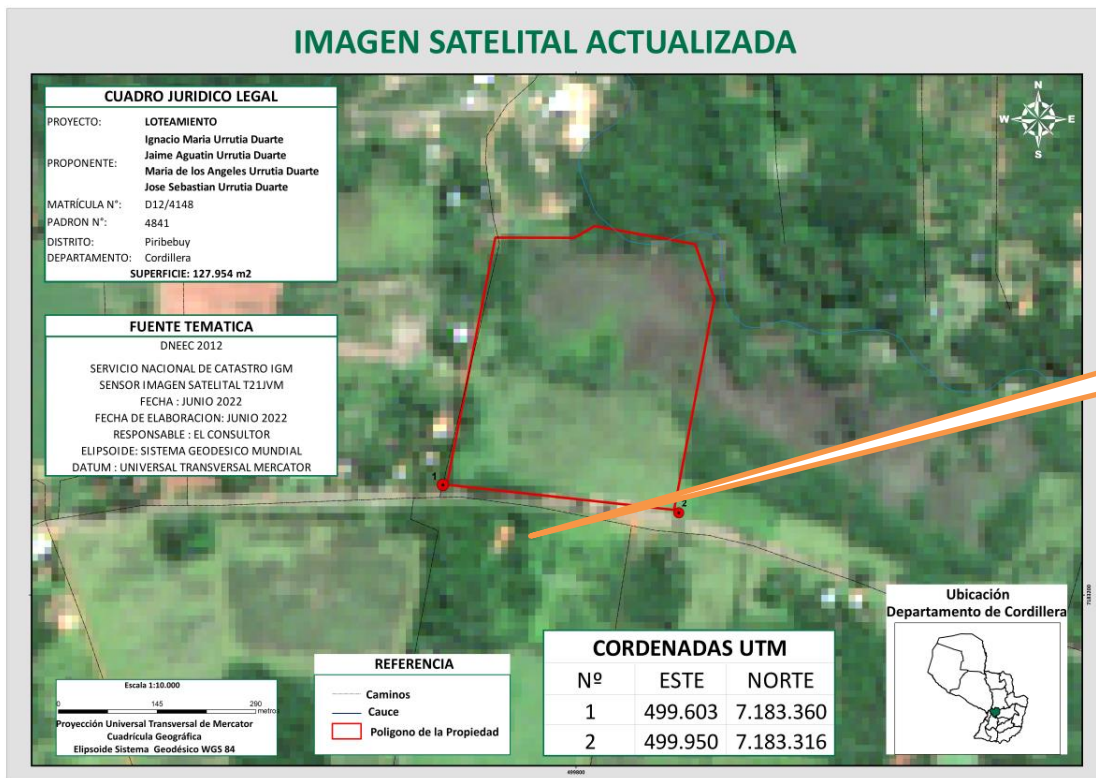 IMAGEN SATELITAL ACTUALIZADA
CUADRO JURIDICO LEGAL
PROYECTO: LOTEAMIENTO
PROPONENTE: Ignacio Maria Urrutia Duarte
Jaime Aguatin Urrutia Duarte
Maria de los Angeles Urrutia Duarte
Jose Sebastian Urrutia Duarte
MATRÍCULA N°: D12/4148
PADRON N°: 4841
DISTRITO: Piribebuy
DEPARTAMENTO: Cordillera
SUPERFICIE: 127.954 m2
FUENTE TEMATICA
DNEEC 2012
SERVICIO NACIONAL DE CATASTRO IGM
SENSOR IMAGEN SATELITAL T21JVM
FECHA : JUNIO 2022
FECHA DE ELABORACION: JUNIO 2022
RESPONSABLE : EL CONSULTOR
ELIPSOIDE: SISTEMA GEODESICO MUNDIAL
DATUM : UNIVERSAL TRANSVERSAL MERCATOR
N
W E
S
1
2
7183200
Ubicación
Departamento de Cordillera
CORDENADAS UTM
Nº ESTE NORTE
1 499.603 7.183.360
2 499.950 7.183.316
REFERENCIA
Caminos
Cauce
Poligono de la Propiedad
Escala 1:10.000
0 145 290
metros
Proyección Universal Transversal de Mercator
Cuadrícula Geográfica
Elipsoide Sistema Geodésico WGS 84
499800